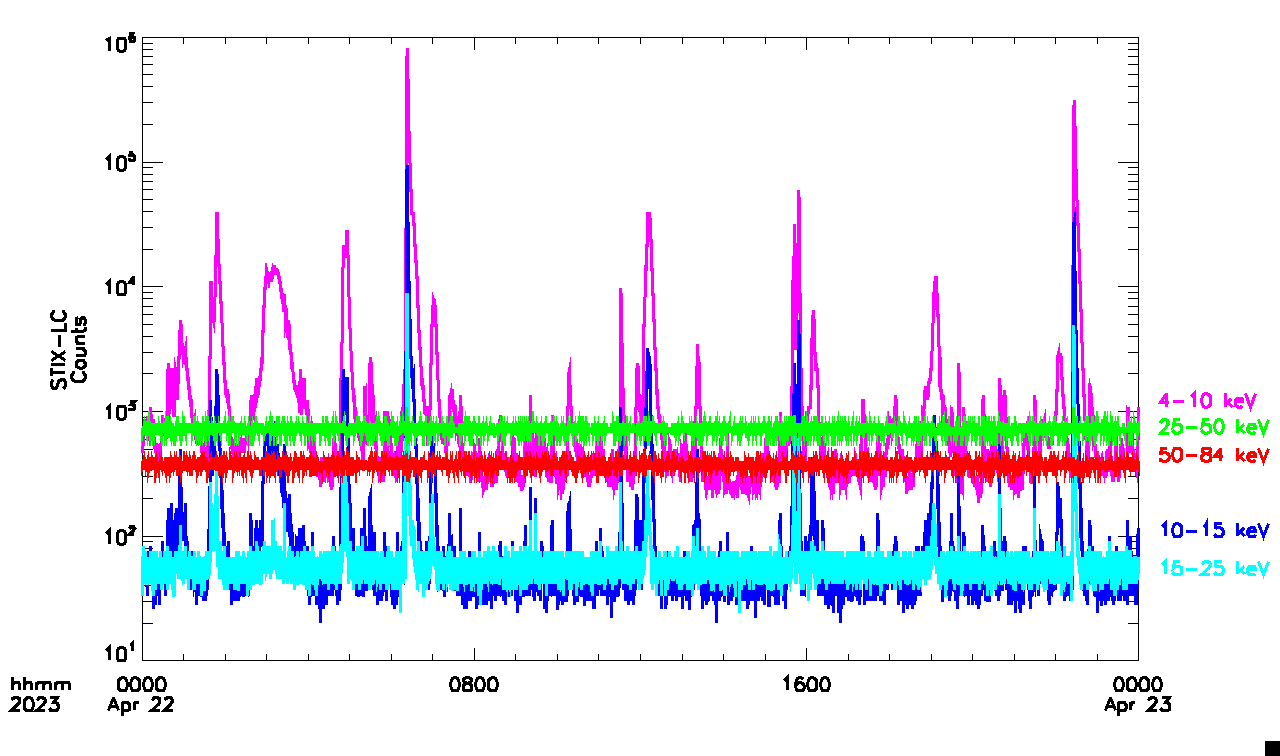 10⁶
10⁵
10⁴
10³
10²
10¹
STIX-LC
Counts
4-10 keV
25-50 keV
50-84 keV
10-15 keV
15-25 keV
hhmm 0000 0800 1600 0000
2023 Apr 22 Apr 23